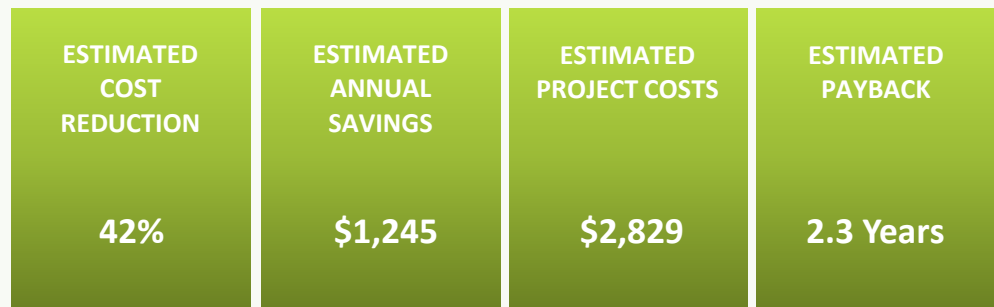 ESTIMATED
COST
REDUCTION
42%
ESTIMATED
ANNUAL
SAVINGS
$1,245
ESTIMATED
PROJECT COSTS
$2,829
ESTIMATED
PAYBACK
2.3 Years